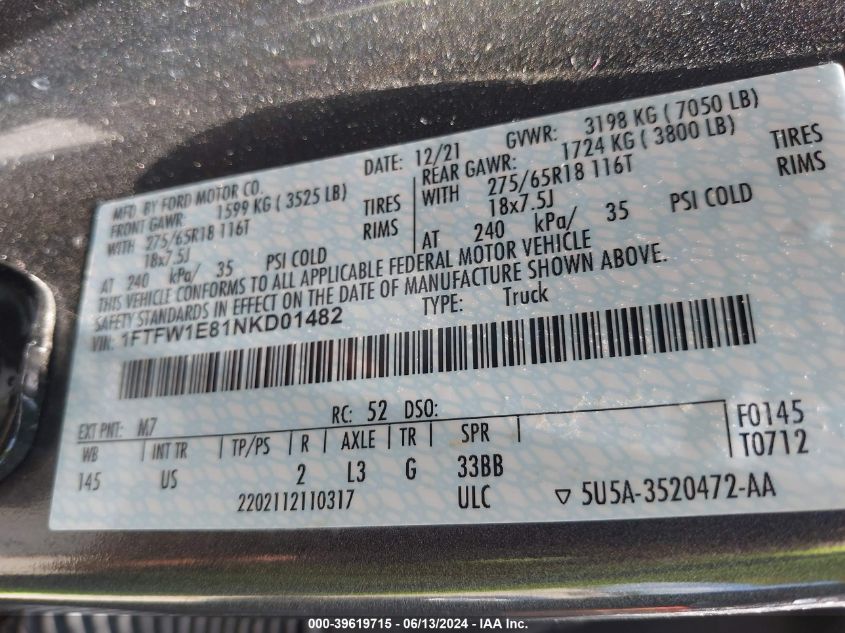 MFD. BY FORD MOTOR CO.
DATE: 12/21 GVWR: 3198 KG ( 7050 LB)
FRONT GAWR: 1599 KG ( 3525 LB)
REAR GAWR: 1724 KG ( 3800 LB)
WITH 275/65R18 116T TIRES
WITH 275/65R18 116T TIRES
18x7.5J RIMS
18x7.5J RIMS
AT 240 kPa/ 35 PSI COLD
AT 240 kPa/ 35 PSI COLD
THIS VEHICLE CONFORMS TO ALL APPLICABLE FEDERAL MOTOR VEHICLE
SAFETY STANDARDS IN EFFECT ON THE DATE OF MANUFACTURE SHOWN ABOVE.
VIN: 1FTFW1E81NKD01482 TYPE: Truck
EXT PNT: M7 RC: 52 DSO:
WB INT TR TP/PS R AXLE TR SPR F0145
145 US 2 L3 G 33BB T0712
2202112110317 ULC ▽ 5U5A-3520472-AA
000-39619715 - 06/13/2024 - IAA Inc.